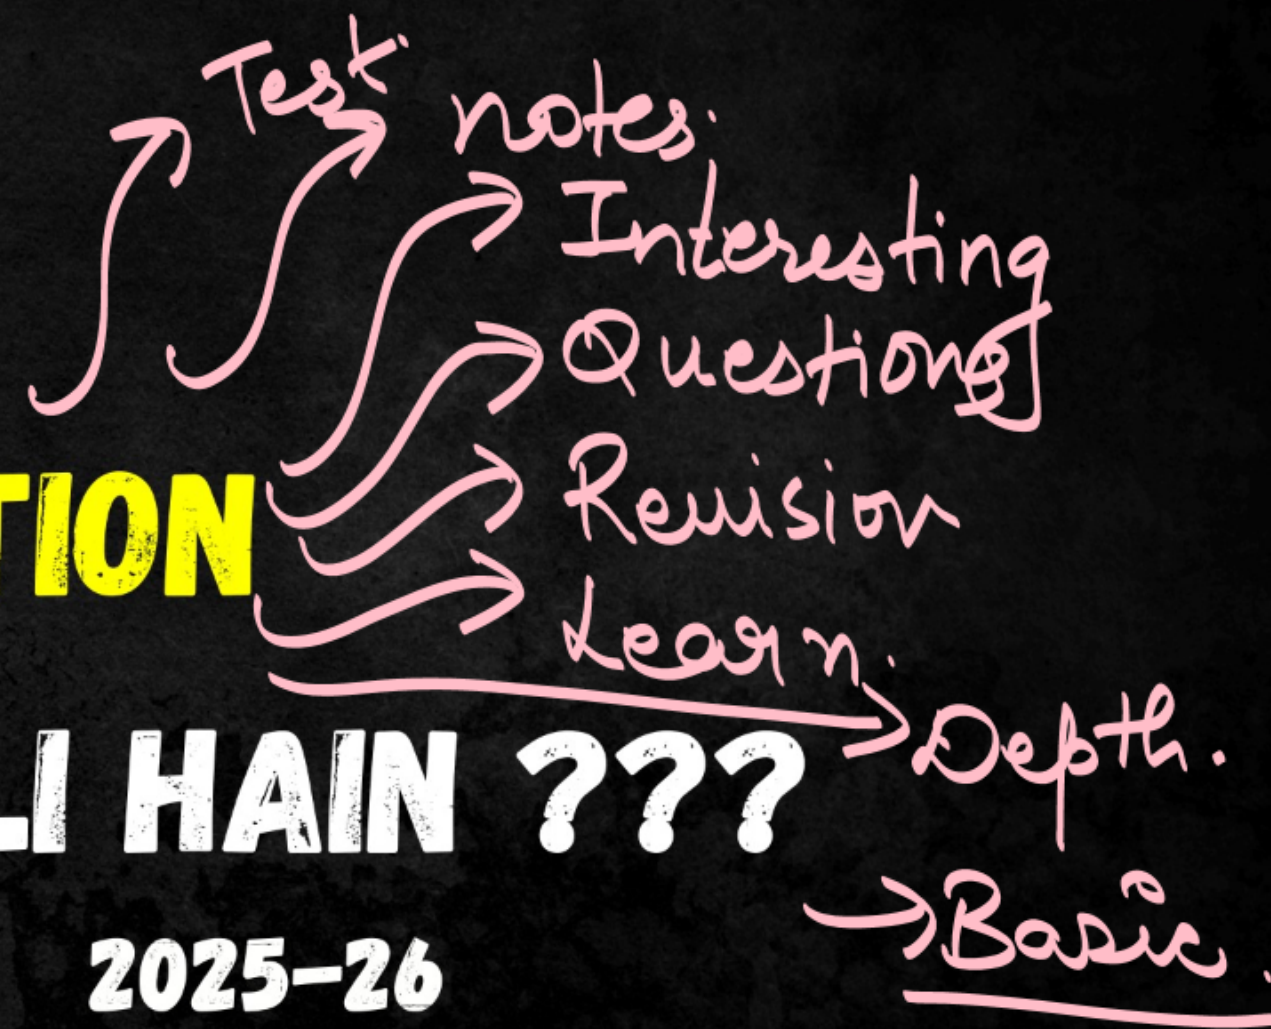 Test.
notes.
Interesting
Questions
Revision
TION
Learn.
Depth.
LI HAIN ???
Basic.
2025-26